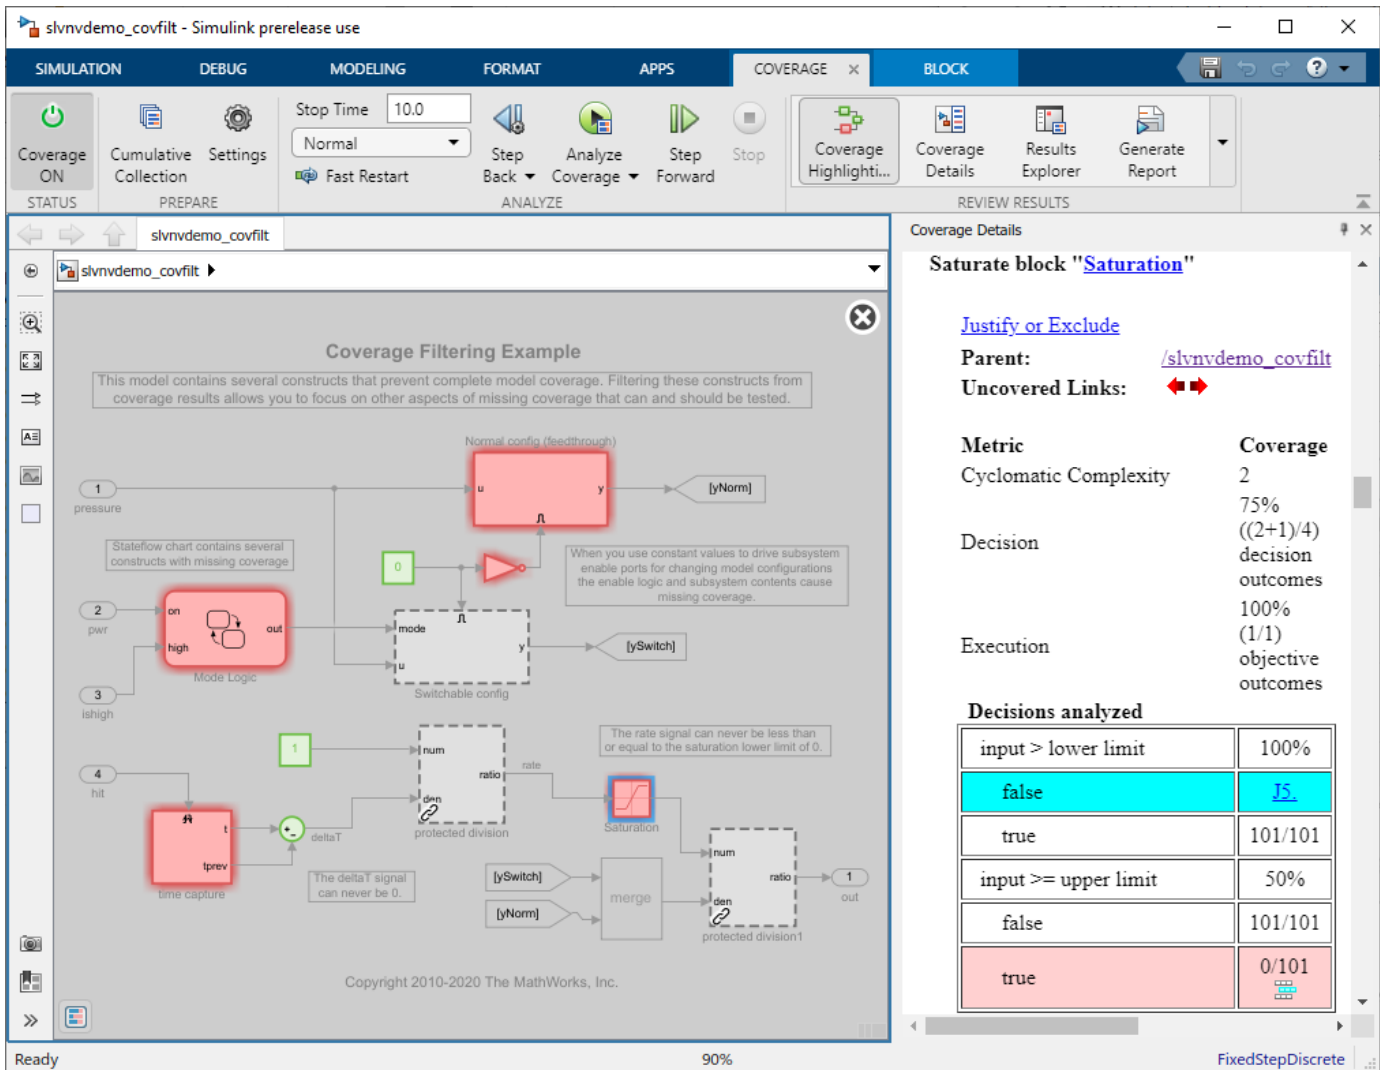 slvnvdemo_covfilt - Simulink prerelease use
SIMULATION DEBUG MODELING FORMAT APPS COVERAGE BLOCK
Coverage
ON
Cumulative
Collection
Settings
Stop Time 10.0
Normal
Fast Restart
Step
Back
Analyze
Coverage
Step
Forward
Stop
Coverage
Highlighti...
Coverage
Details
Results
Explorer
Generate
Report
STATUS PREPARE ANALYZE REVIEW RESULTS
slvnvdemo_covfilt
slvnvdemo_covfilt
Coverage Filtering Example
This model contains several constructs that prevent complete model coverage. Filtering these constructs from
coverage results allows you to focus on other aspects of missing coverage that can and should be tested.
Normal config (feedthrough)
1
pressure
u
y
[yNorm]
Stateflow chart contains several
constructs with missing coverage
0
When you use constant values to drive subsystem
enable ports for changing model configurations
the enable logic and subsystem contents cause
missing coverage.
2
pwr
on
high
out
Mode Logic
mode
u
y
Switchable config
[ySwitch]
3
ishigh
1
num
den
ratio
protected division
rate
The rate signal can never be less than
or equal to the saturation lower limit of 0.
4
hit
t
tprev
time capture
+
-
deltaT
The deltaT signal
can never be 0.
Saturation
[ySwitch]
[yNorm]
merge
num
den
ratio
protected division1
1
out
Copyright 2010-2020 The MathWorks, Inc.
Coverage Details
Saturate block "Saturation"
Justify or Exclude
Parent: /slvnvdemo_covfilt
Uncovered Links:
Metric Coverage
Cyclomatic Complexity 2
Decision
75%
((2+1)/4)
decision
outcomes
Execution
100%
(1/1)
objective
outcomes
Decisions analyzed
input > lower limit 100%
false J5.
true 101/101
input >= upper limit 50%
false 101/101
true 0/101
Ready 90% FixedStepDiscrete